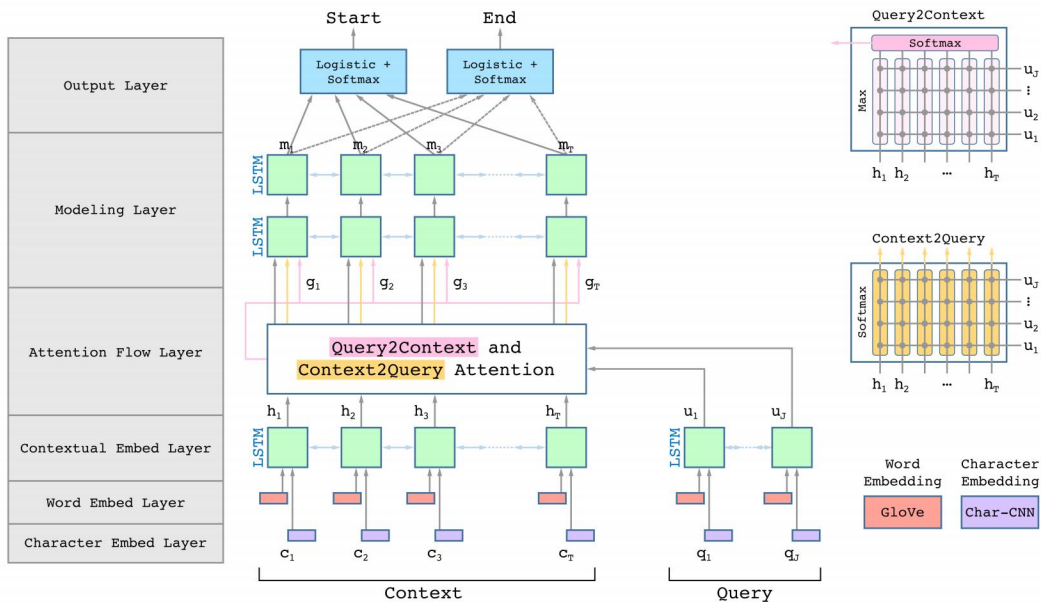 Start End
Query2Context
Output Layer
Logistic + Softmax
Logistic + Softmax
Softmax
Max
u_J
⋮
u_2
u_1
h_1 h_2 ... h_T
m_1 m_2 m_3 m_T
LSTM
Modeling Layer
LSTM
g_1 g_2 g_3 g_T
Context2Query
Softmax
u_J
⋮
u_2
u_1
h_1 h_2 ... h_T
Attention Flow Layer
Query2Context and
Context2Query Attention
h_1 h_2 h_3 h_T
u_1 u_J
Contextual Embed Layer
LSTM
LSTM
Word Embed Layer
Character Embed Layer
c_1 c_2 c_3 c_T
q_1 q_J
Context
Query
Word
Embedding
GloVe
Character
Embedding
Char-CNN